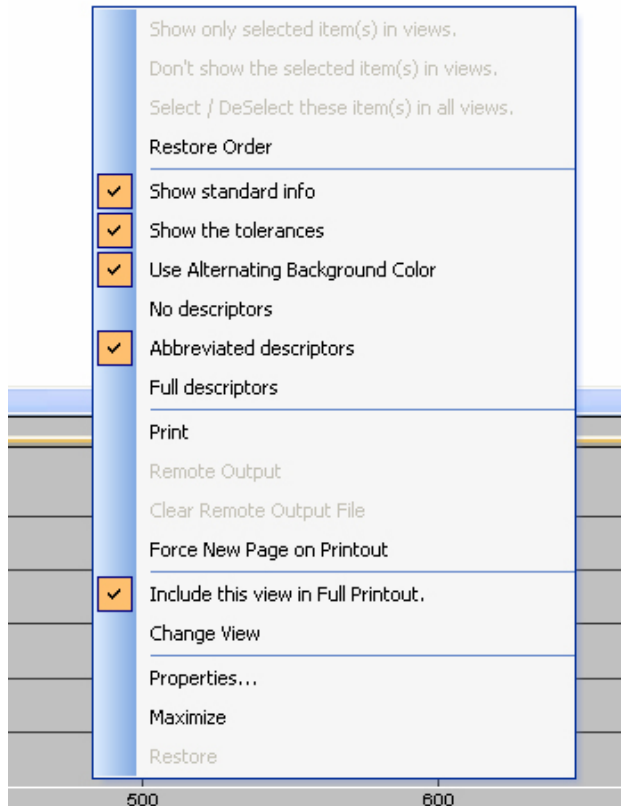 Show only selected item(s) in views.
Don't show the selected item(s) in views.
Select / DeSelect these item(s) in all views.
Restore Order
Show standard info
Show the tolerances
Use Alternating Background Color
No descriptors
Abbreviated descriptors
Full descriptors
Print
Remote Output
Clear Remote Output File
Force New Page on Printout
Include this view in Full Printout.
Change View
Properties...
Maximize
Restore
500 600